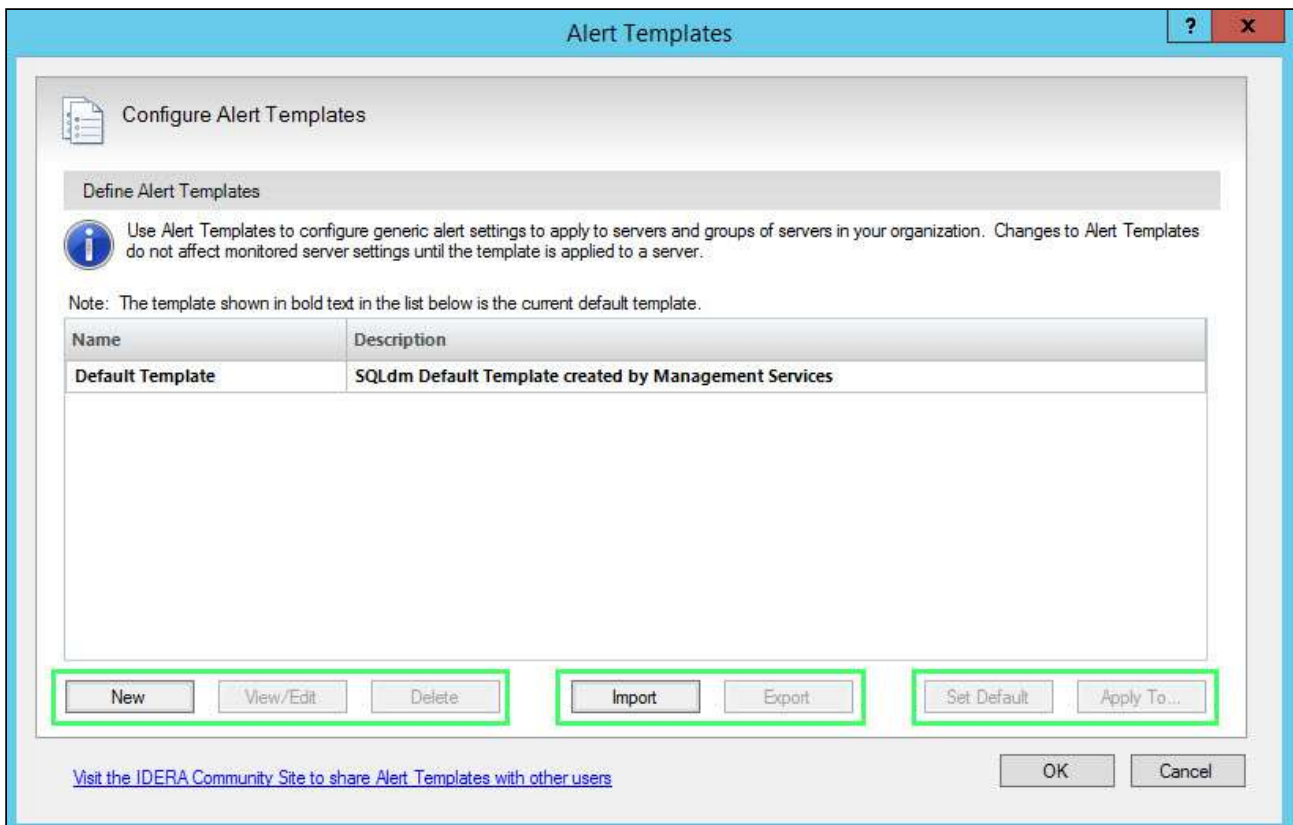 Alert Templates
?
x
Configure Alert Templates
Define Alert Templates
Use Alert Templates to configure generic alert settings to apply to servers and groups of servers in your organization. Changes to Alert Templates
do not affect monitored server settings until the template is applied to a server.
Note: The template shown in bold text in the list below is the current default template.
Name Description
Default Template SQLdm Default Template created by Management Services
New View/Edit Delete Import Export Set Default Apply To...
Visit the IDERA Community Site to share Alert Templates with other users
OK Cancel